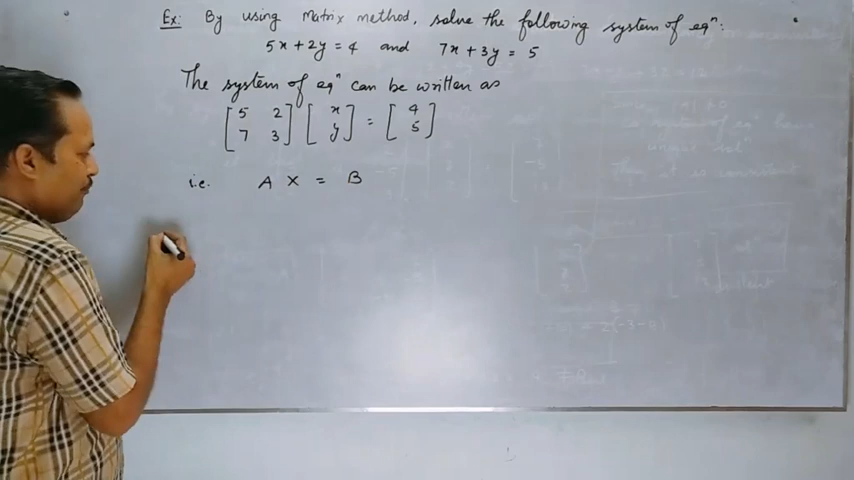 Ex: By using Matrix method, solve the following system of eqⁿ:
5x + 2y = 4 and 7x + 3y = 5
The system of eqⁿ can be written as
[5 2] [x] = [4]
[7 3] [y] [5]
i.e. A X = B